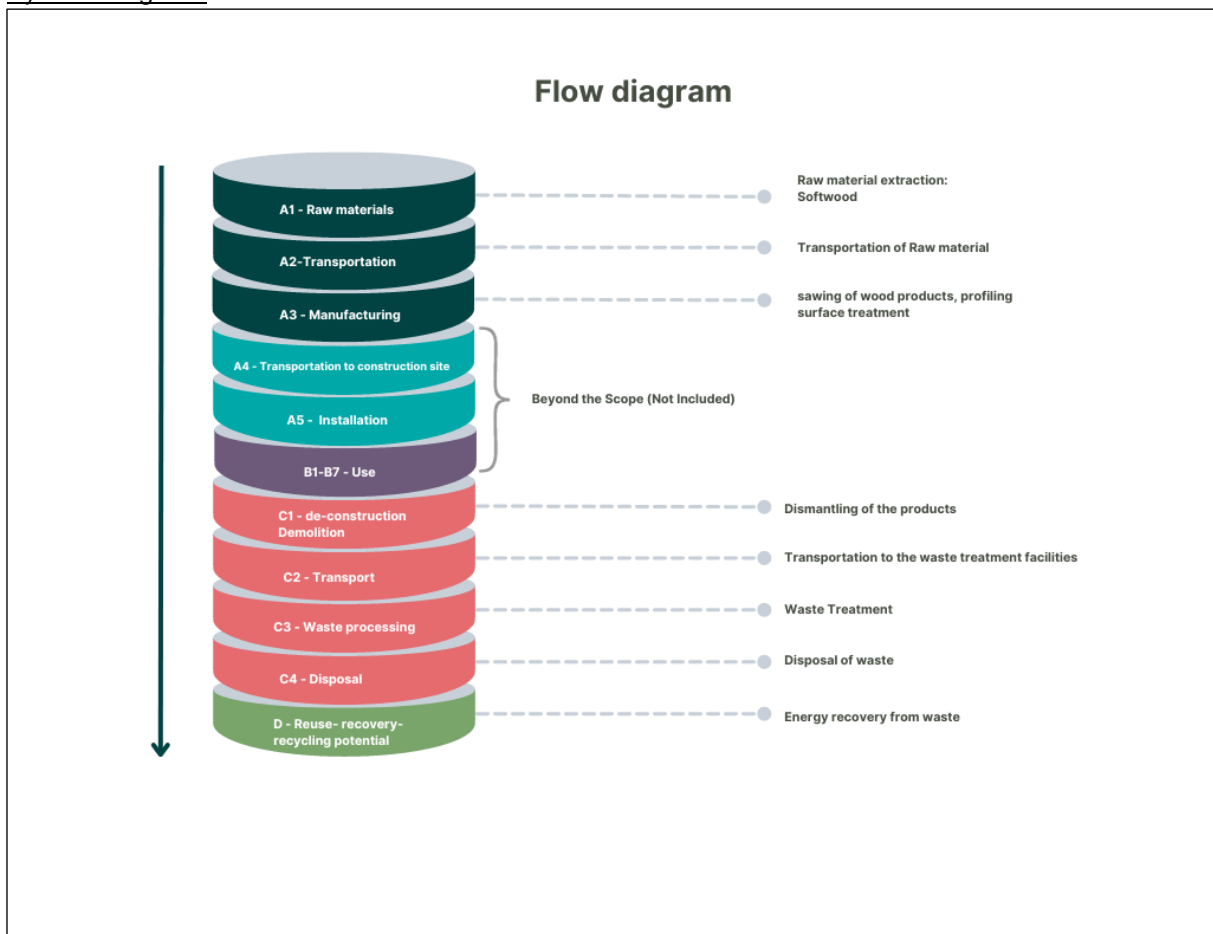 Flow diagram
A1 - Raw materials
Raw material extraction:
Softwood
A2-Transportation
Transportation of Raw material
A3 - Manufacturing
sawing of wood products, profiling
surface treatment
A4 - Transportation to construction site
A5 - Installation
Beyond the Scope (Not Included)
B1-B7 - Use
C1 - de-construction
Demolition
Dismantling of the products
C2 - Transport
Transportation to the waste treatment facilities
C3 - Waste processing
Waste Treatment
C4 - Disposal
Disposal of waste
D - Reuse- recovery-
recycling potential
Energy recovery from waste